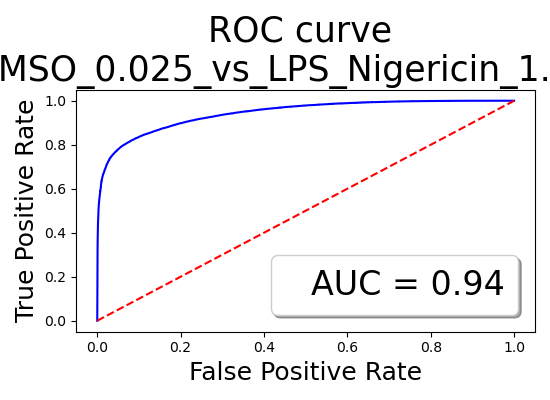 ROC curve
MSO_0.025_vs_LPS_Nigericin_1.
True Positive Rate
1.0
0.8
0.6
0.4
0.2
0.0
AUC = 0.94
0.0 0.2 0.4 0.6 0.8 1.0
False Positive Rate